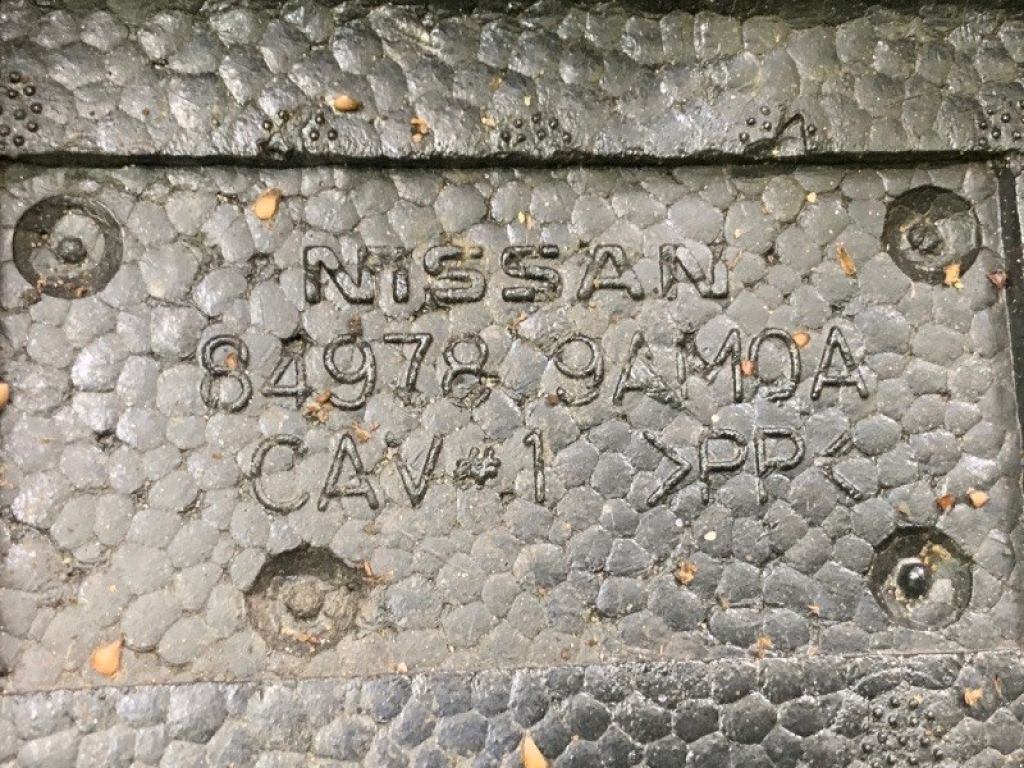 NISSAN
84978 9AM0A
CAV#1 >PP<